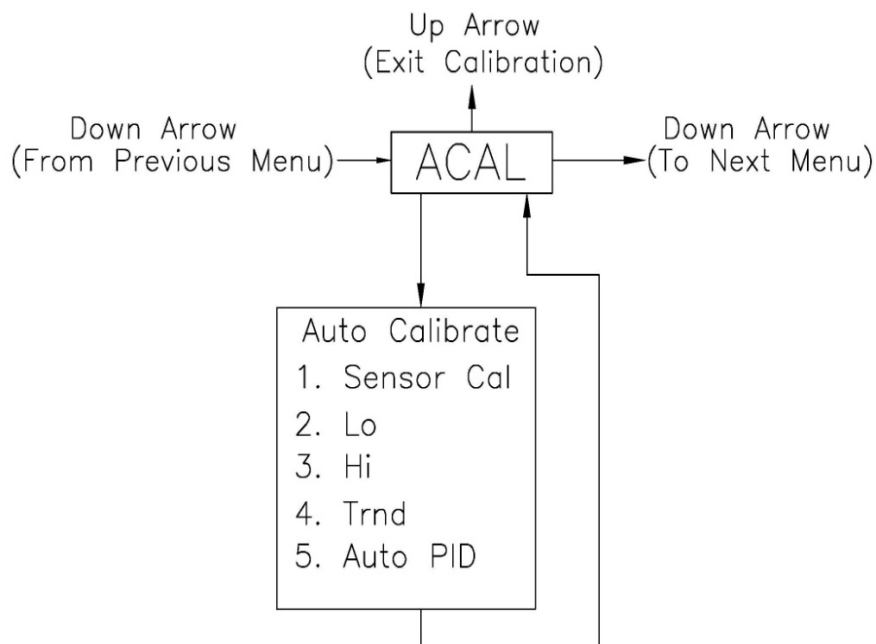 Up Arrow
(Exit Calibration)
Down Arrow
(From Previous Menu)
ACAL
Down Arrow
(To Next Menu)
Auto Calibrate
1. Sensor Cal
2. Lo
3. Hi
4. Trnd
5. Auto PID